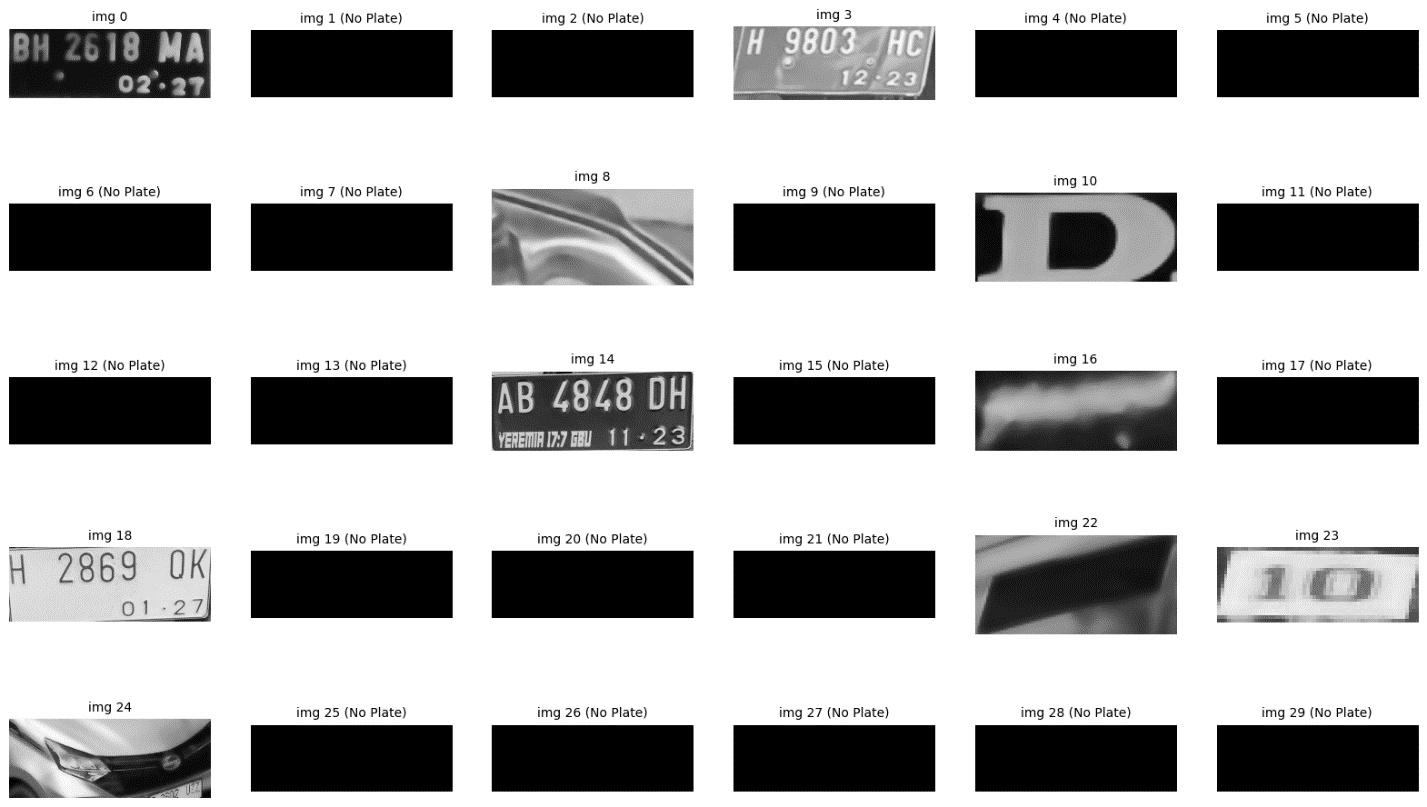 img 0
img 1 (No Plate)
img 2 (No Plate)
img 3
img 4 (No Plate)
img 5 (No Plate)
BH 2618 MA
02·27
H 9803 HC
12·23
img 6 (No Plate)
img 7 (No Plate)
img 8
img 9 (No Plate)
img 10
img 11 (No Plate)
D
img 12 (No Plate)
img 13 (No Plate)
img 14
img 15 (No Plate)
img 16
img 17 (No Plate)
AB 4848 DH
YEREMIA 17:7 GBU 11·23
img 18
img 19 (No Plate)
img 20 (No Plate)
img 21 (No Plate)
img 22
img 23
H 2869 QK
01·27
10
img 24
img 25 (No Plate)
img 26 (No Plate)
img 27 (No Plate)
img 28 (No Plate)
img 29 (No Plate)